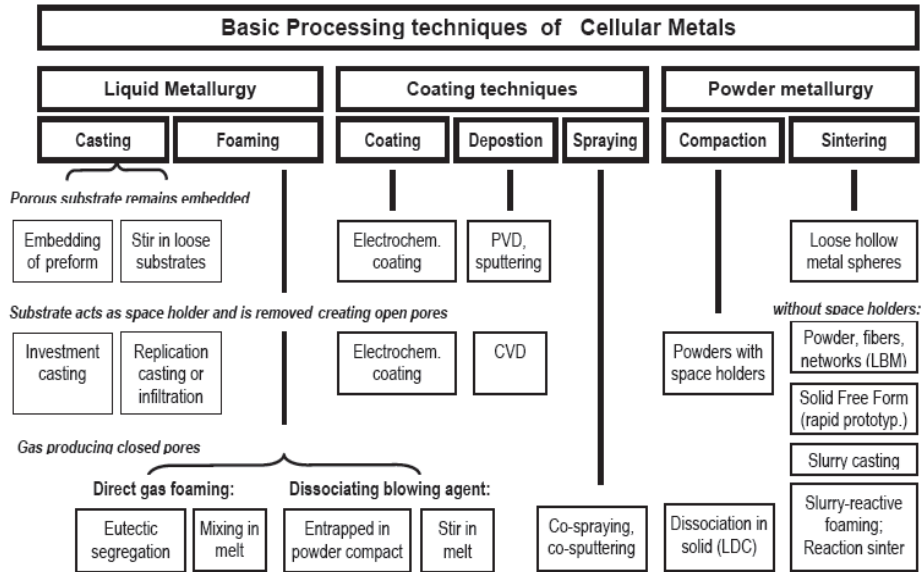 Basic Processing techniques of Cellular Metals
Liquid Metallurgy
Coating techniques
Powder metallurgy
Casting
Foaming
Coating
Depostion
Spraying
Compaction
Sintering
Porous substrate remains embedded
Embedding
of preform
Stir in loose
substrates
Electrochem.
coating
PVD,
sputtering
Loose hollow
metal spheres
Substrate acts as space holder and is removed creating open pores
without space holders:
Investment
casting
Replication
casting or
infiltration
Electrochem.
coating
CVD
Powders with
space holders
Powder, fibers,
networks (LBM)
Solid Free Form
(rapid prototyp.)
Slurry casting
Gas producing closed pores
Direct gas foaming:
Dissociating blowing agent:
Eutectic
segregation
Mixing in
melt
Entrapped in
powder compact
Stir in
melt
Co-spraying,
co-sputtering
Dissociation in
solid (LDC)
Slurry-reactive
foaming;
Reaction sinter